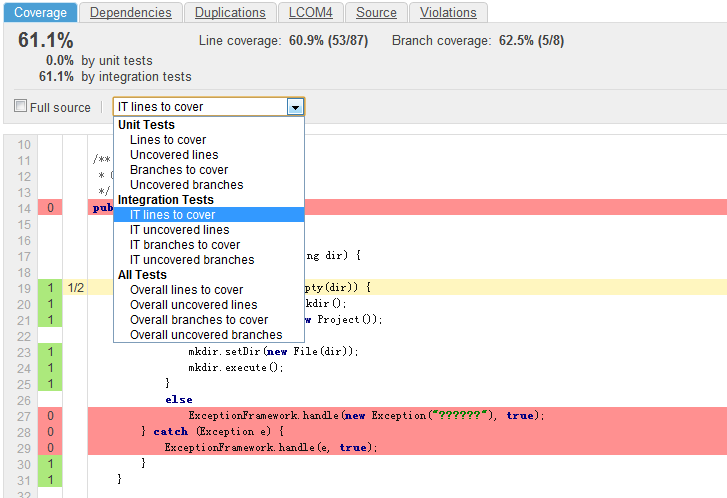 Coverage Dependencies Duplications LCOM4 Source Violations
61.1% Line coverage: 60.9% (53/87) Branch coverage: 62.5% (5/8)
0.0% by unit tests
61.1% by integration tests
Full source IT lines to cover
Unit Tests
Lines to cover
Uncovered lines
Branches to cover
Uncovered branches
Integration Tests
IT lines to cover
IT uncovered lines
IT branches to cover
IT uncovered branches
All Tests
Overall lines to cover
Overall uncovered lines
Overall branches to cover
Overall uncovered branches
10
11 /**
12 *
13 */
14 0 pub
15
16
17 ng dir) {
18
19 1 1/2 pty(dir)) {
20 1 kdir();
21 1 w Project());
22
23 1 mkdir.setDir(new File(dir));
24 1 mkdir.execute();
25 1 }
26 else
27 0 ExceptionFramework.handle(new Exception("??????"), true);
28 0 } catch (Exception e) {
29 0 ExceptionFramework.handle(e, true);
30 1 }
31 1 }
32